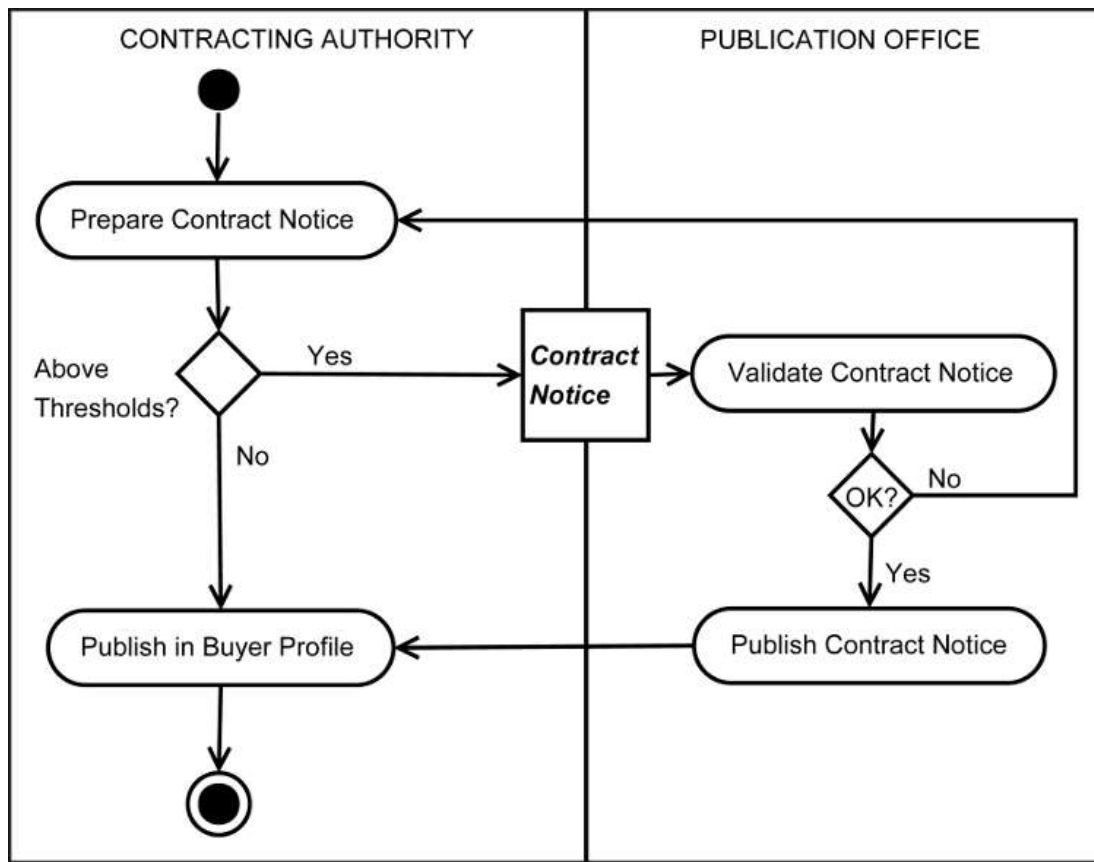 CONTRACTING AUTHORITY
PUBLICATION OFFICE
Prepare Contract Notice
Above
Thresholds?
Yes
Contract
Notice
Validate Contract Notice
No
OK?
No
Yes
Publish in Buyer Profile
Publish Contract Notice